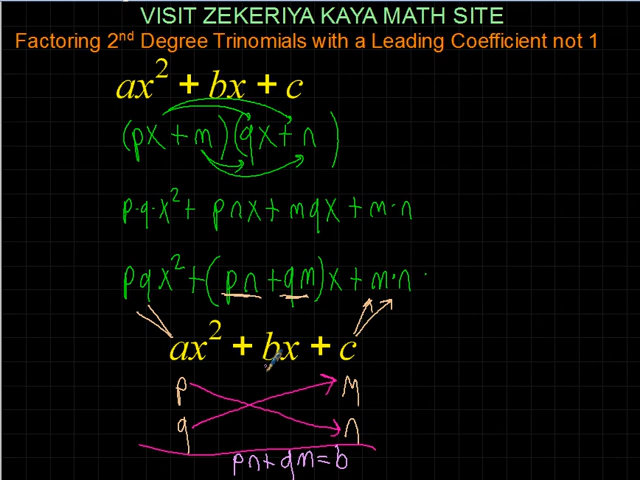 VISIT ZEKERIYA KAYA MATH SITE
Factoring 2nd Degree Trinomials with a Leading Coefficient not 1
ax² + bx + c
(px + m)(qx + n)
p·q·x² + pnx + mqx + m·n
pqx² + (pn + qm)x + m·n ·
ax² + bx + c
p m
q n
pn + qm = b